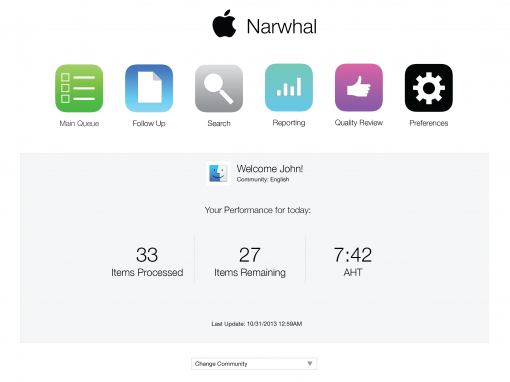 Narwhal
Main Queue
Follow Up
Search
Reporting
Quality Review
Preferences
Welcome John!
Community: English
Your Performance for today:
33
Items Processed
27
Items Remaining
7:42
AHT
Last Update: 10/31/2013 12:59AM
Change Community